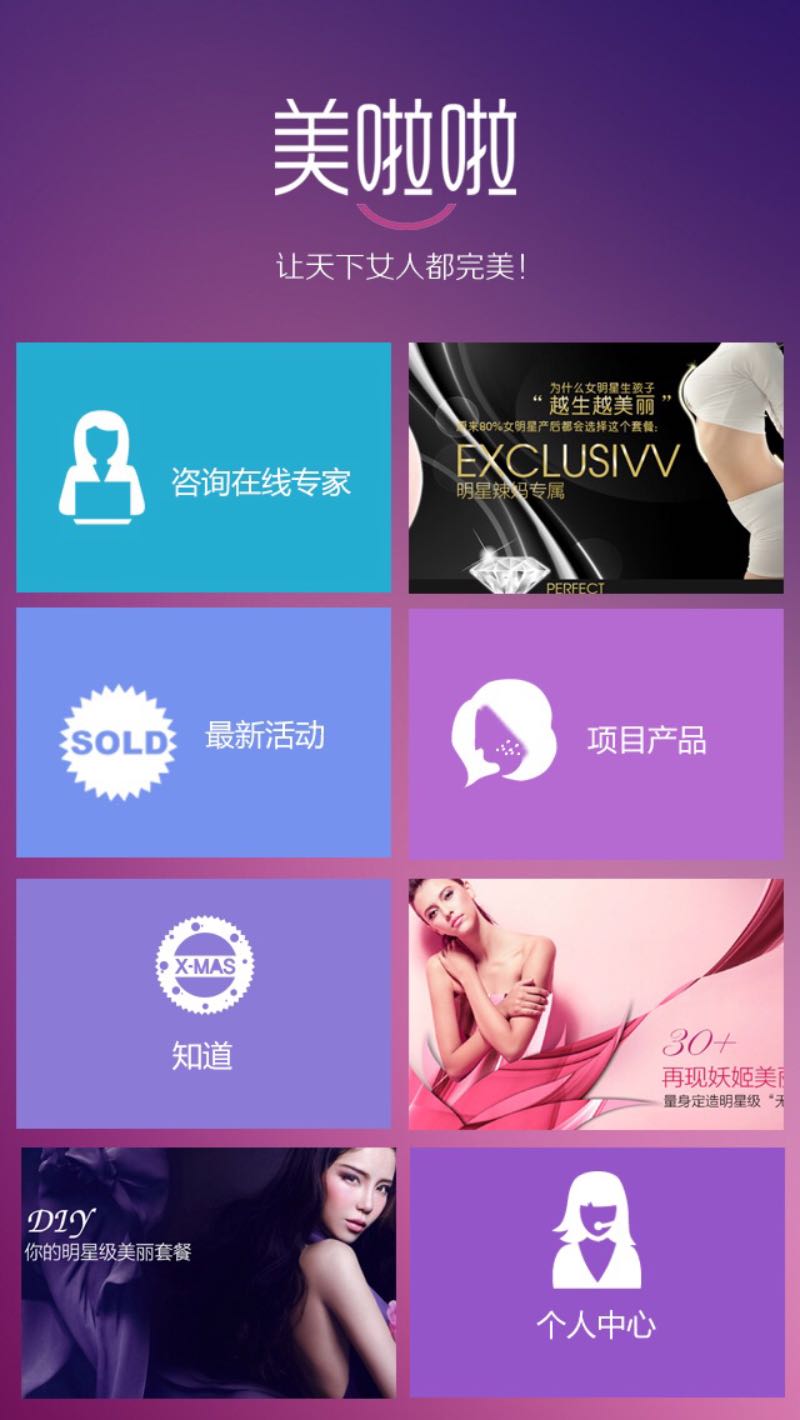 美啦啦
让天下女人都完美！
咨询在线专家
为什么女明星生孩子
“越生越美丽”
原来80%女明星产后都会选择这个套餐：
EXCLUSIVV
明星辣妈专属
PERFECT
SOLD
最新活动
项目产品
X-MAS
知道
30+
再现妖姬美
量身定造明星级“无
DIY
你的明星级美丽套餐
个人中心